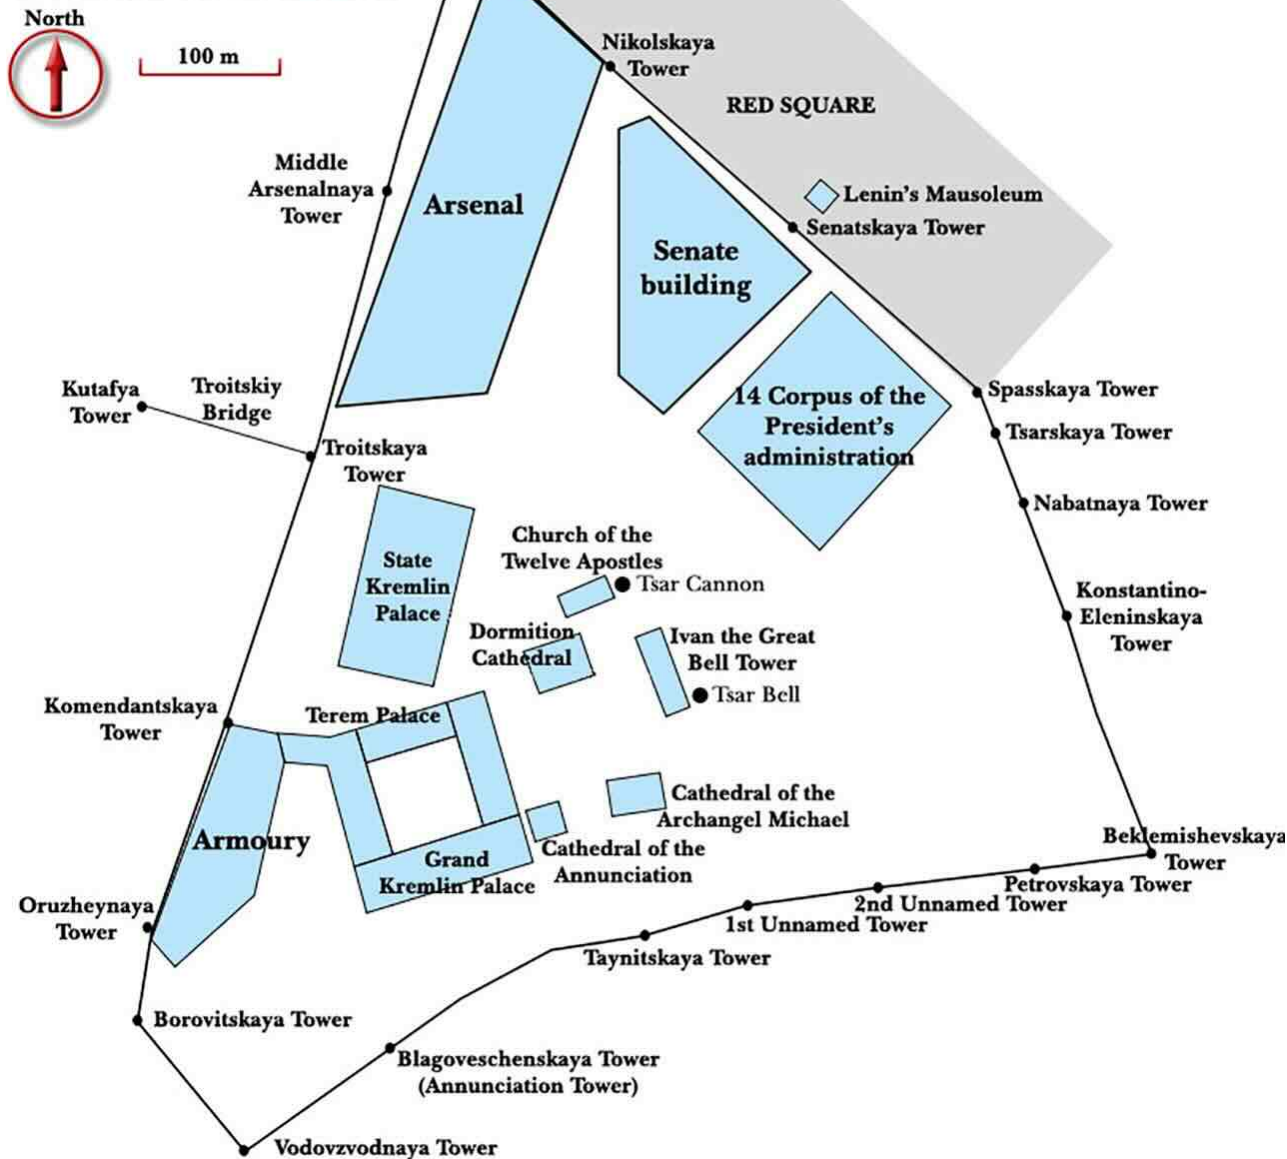 North
100 m
Nikolskaya
Tower
RED SQUARE
Middle
Arsenalnaya
Tower
Arsenal
Lenin's Mausoleum
Senatskaya Tower
Senate
building
Kutafya
Tower
Troitskiy
Bridge
14 Corpus of the
President's
administration
Spasskaya Tower
Tsarskaya Tower
Troitskaya
Tower
Nabatnaya Tower
State
Kremlin
Palace
Church of the
Twelve Apostles
Tsar Cannon
Konstantino-
Eleninskaya
Tower
Dormition
Cathedral
Ivan the Great
Bell Tower
Tsar Bell
Komendantskaya
Tower
Terem Palace
Cathedral of the
Archangel Michael
Armoury
Grand
Kremlin Palace
Cathedral of the
Annunciation
Beklemishevskaya
Tower
Petrovskaya Tower
2nd Unnamed Tower
1st Unnamed Tower
Taynitskaya Tower
Oruzheynaya
Tower
Borovitskaya Tower
Blagoveschenskaya Tower
(Annunciation Tower)
Vodovzvodnaya Tower